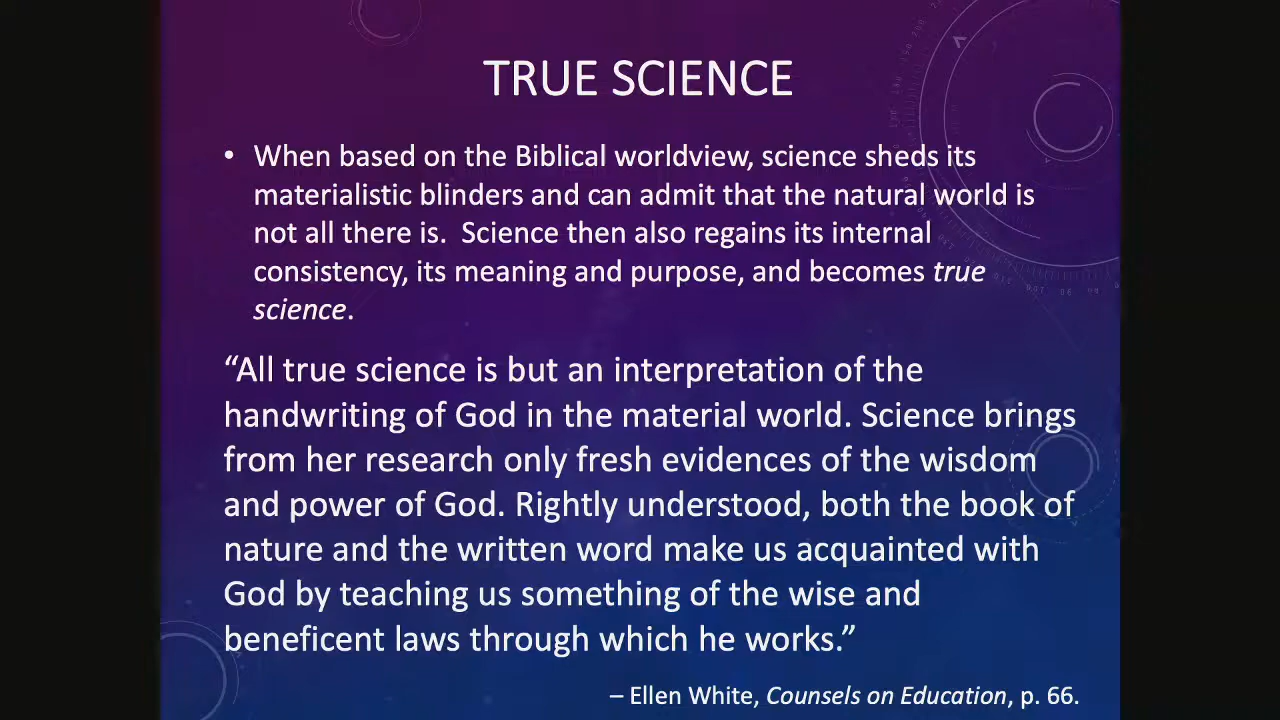 TRUE SCIENCE
• When based on the Biblical worldview, science sheds its
materialistic blinders and can admit that the natural world is
not all there is.  Science then also regains its internal
consistency, its meaning and purpose, and becomes true
science.
“All true science is but an interpretation of the
handwriting of God in the material world. Science brings
from her research only fresh evidences of the wisdom
and power of God. Rightly understood, both the book of
nature and the written word make us acquainted with
God by teaching us something of the wise and
beneficent laws through which he works.”
– Ellen White, Counsels on Education, p. 66.